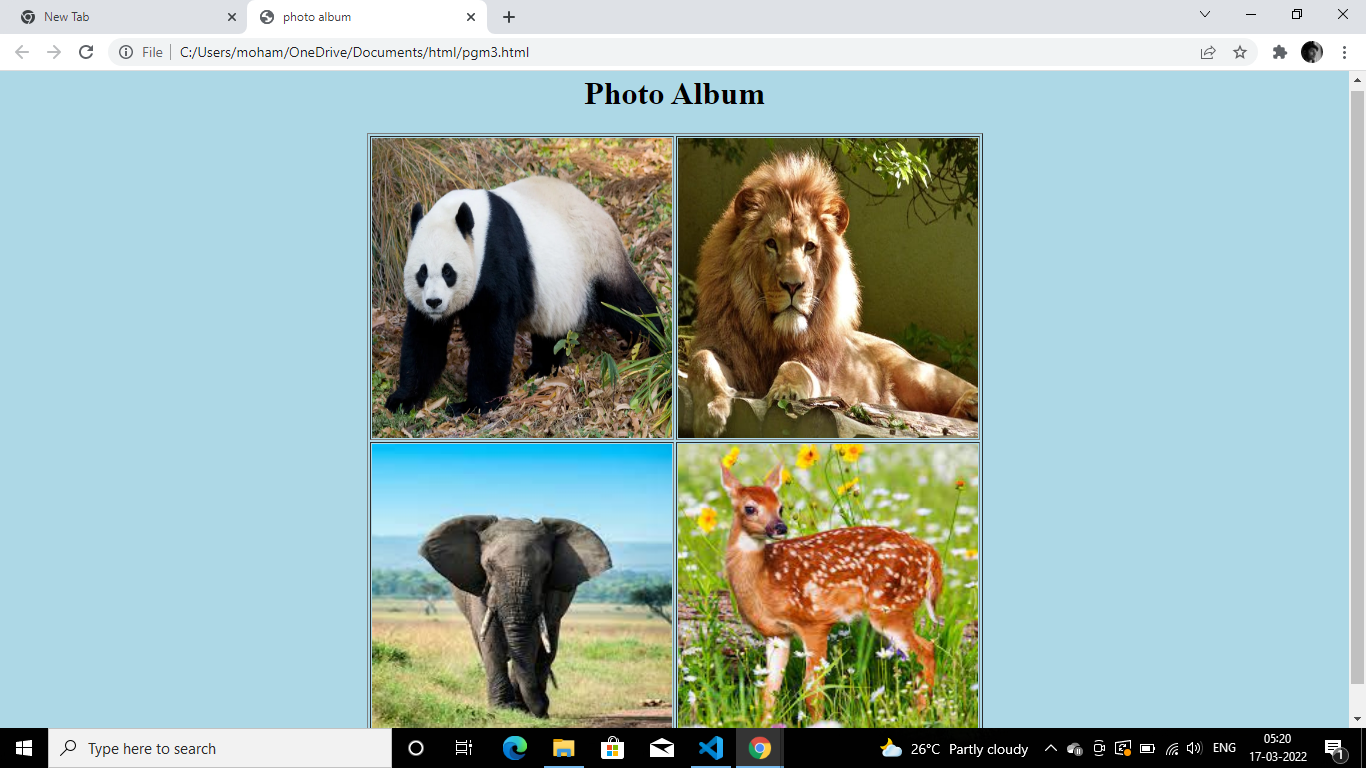 New Tab
photo album
File
C:/Users/moham/OneDrive/Documents/html/pgm3.html
Photo Album
Type here to search
26°C Partly cloudy
ENG
05:20
17-03-2022
1